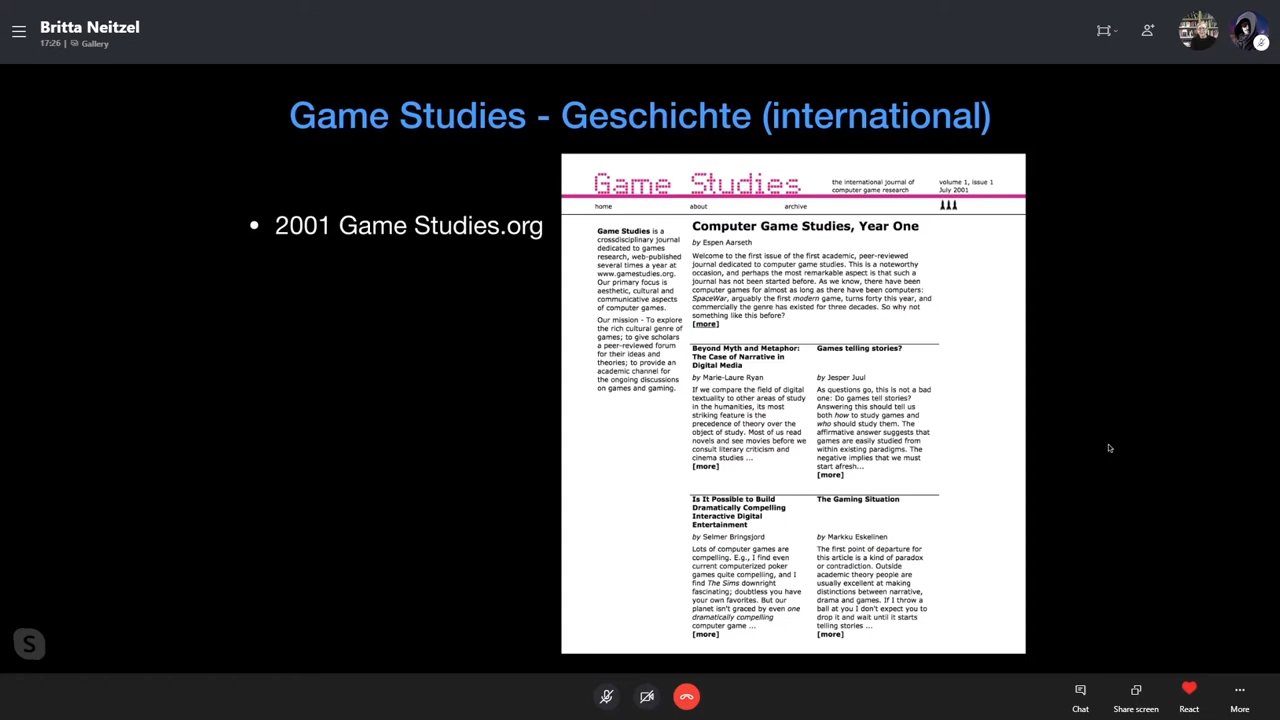 Britta Neitzel
17:26 | Gallery
Game Studies - Geschichte (international)
• 2001 Game Studies.org
Game Studies
the international journal of
computer game research
volume 1, issue 1
July 2001
home about archive
Game Studies is a
crossdisciplinary journal
dedicated to games
research, web-published
several times a year at
www.gamestudies.org.
Our primary focus is
aesthetic, cultural and
communicative aspects
of computer games.
Our mission - To explore
the rich cultural genre of
games; to give scholars
a peer-reviewed forum
for their ideas and
theories; to provide an
academic channel for
the ongoing discussions
on games and gaming.
Computer Game Studies, Year One
by Espen Aarseth
Welcome to the first issue of the first academic, peer-reviewed
journal dedicated to computer game studies. This is a noteworthy
occasion, and perhaps the most remarkable aspect is that such a
journal has not been started before. As we know, there have been
computer games for almost as long as there have been computers:
SpaceWar, arguably the first modern game, turns forty this year, and
commercially the genre has existed for three decades. So why not
something like this before?
[more]
Beyond Myth and Metaphor:
The Case of Narrative in
Digital Media
by Marie-Laure Ryan
If we compare the field of digital
textuality to other areas of study
in the humanities, its most
striking feature is the
precedence of theory over the
object of study. Most of us read
novels and see movies before we
consult literary criticism and
cinema studies ...
[more]
Games telling stories?
by Jesper Juul
As questions go, this is not a bad
one: Do games tell stories?
Answering this should tell us
both how to study games and
who should study them. The
affirmative answer suggests that
games are easily studied from
within existing paradigms. The
negative implies that we must
start afresh...
[more]
Is It Possible to Build
Dramatically Compelling
Interactive Digital
Entertainment
by Selmer Bringsjord
Lots of computer games are
compelling. E.g., I find even
current computerized poker
games quite compelling, and I
find The Sims downright
fascinating; doubtless you have
your own favorites. But our
planet isn't graced by even one
dramatically compelling
computer game ...
[more]
The Gaming Situation
by Markku Eskelinen
The first point of departure for
this article is a kind of paradox
or contradiction. Outside
academic theory people are
usually excellent at making
distinctions between narrative,
drama and games. If I throw a
ball at you I don't expect you to
drop it and wait until it starts
telling stories ...
[more]
S
Chat Share screen React More